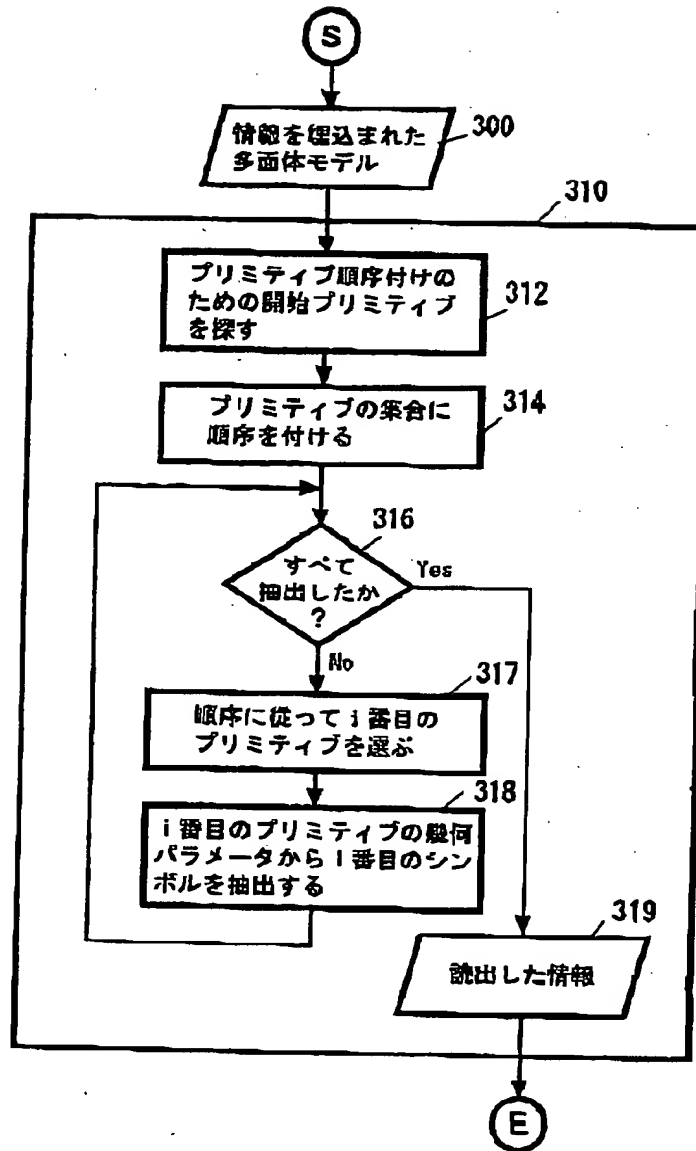 S
情報を埋込まれた
多面体モデル
300
310
プリミティブ順序付けの
ための開始プリミティブ
を探す
312
プリミティブの集合に
順序を付ける
314
316
すべて
抽出したか
?
Yes
No
317
順序に従ってi番目の
プリミティブを選ぶ
318
i番目のプリミティブの幾何
パラメータからi番目のシン
ボルを抽出する
319
読出した情報
E